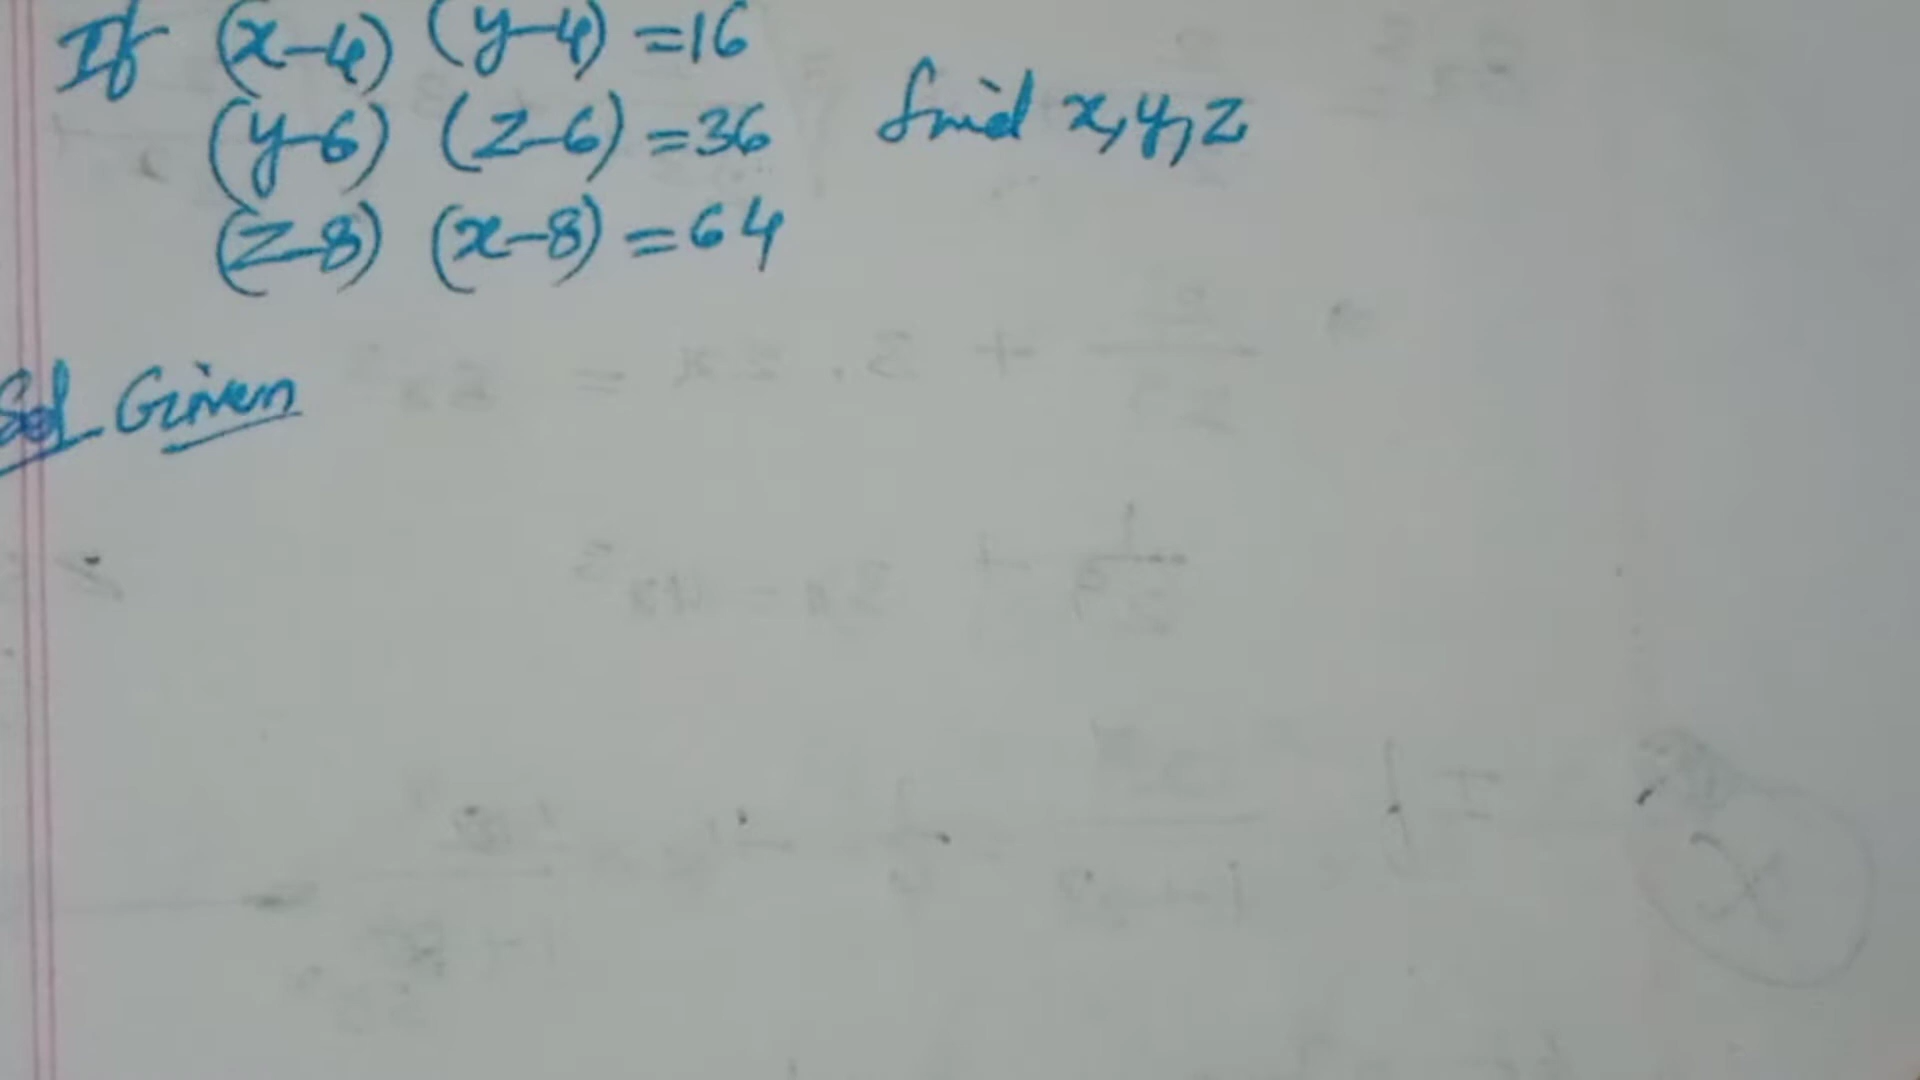 If (x-4) (y-4) =16
(y-6) (z-6) =36 find x,y,z
(z-8) (x-8) =64
Sol Given